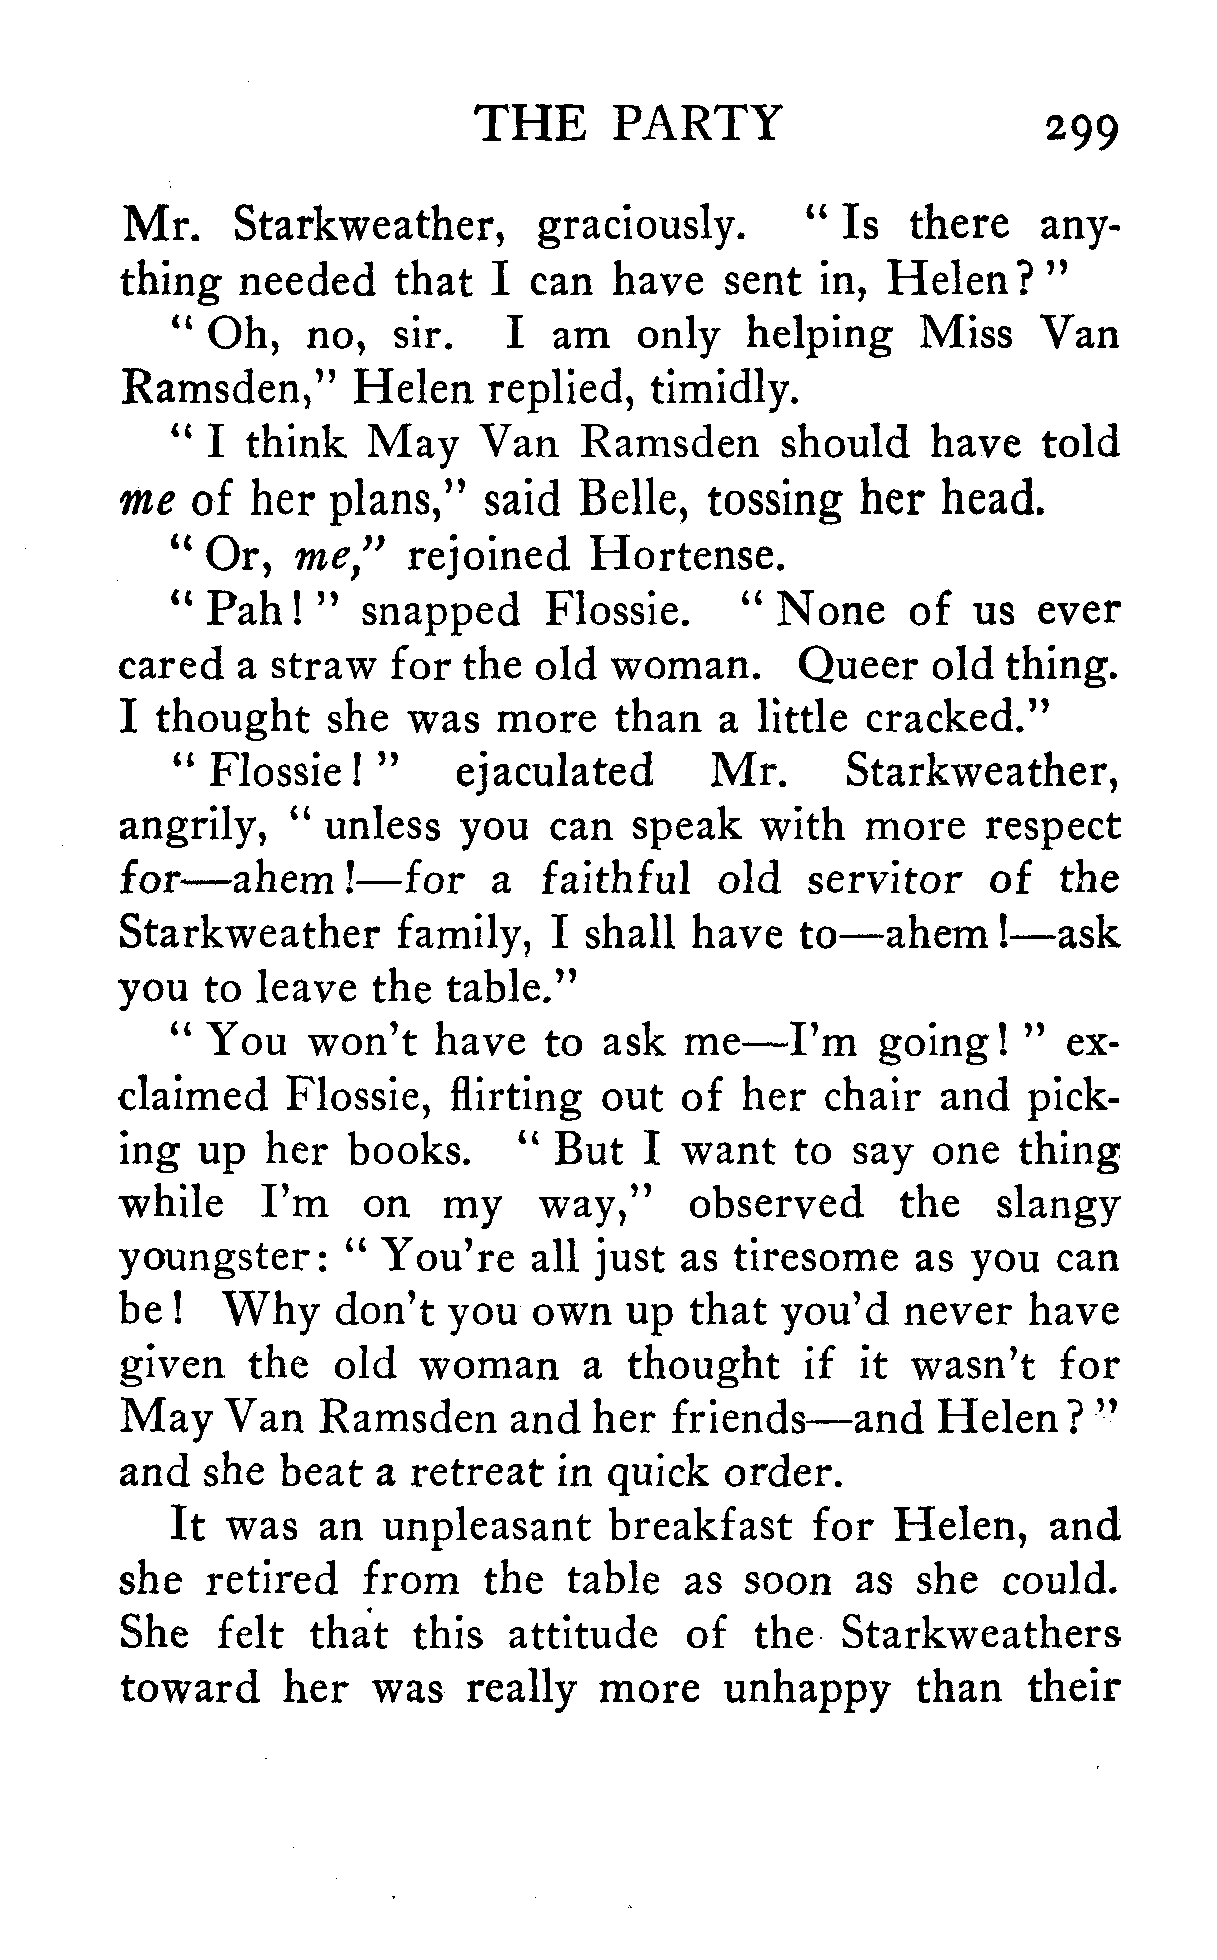 THE PARTY 299
Mr. Starkweather, graciously. " Is there any-
thing needed that I can have sent in, Helen? "
" Oh, no, sir. I am only helping Miss Van
Ramsden," Helen replied, timidly.
" I think May Van Ramsden should have told
me of her plans," said Belle, tossing her head.
" Or, me," rejoined Hortense.
" Pah! " snapped Flossie. " None of us ever
cared a straw for the old woman. Queer old thing.
I thought she was more than a little cracked."
" Flossie! " ejaculated Mr. Starkweather,
angrily, " unless you can speak with more respect
for—ahem!—for a faithful old servitor of the
Starkweather family, I shall have to—ahem!—ask
you to leave the table."
" You won't have to ask me—I'm going! " ex-
claimed Flossie, flirting out of her chair and pick-
ing up her books. " But I want to say one thing
while I'm on my way," observed the slangy
youngster: " You're all just as tiresome as you can
be! Why don't you own up that you'd never have
given the old woman a thought if it wasn't for
May Van Ramsden and her friends—and Helen? "
and she beat a retreat in quick order.
It was an unpleasant breakfast for Helen, and
she retired from the table as soon as she could.
She felt that this attitude of the Starkweathers
toward her was really more unhappy than their